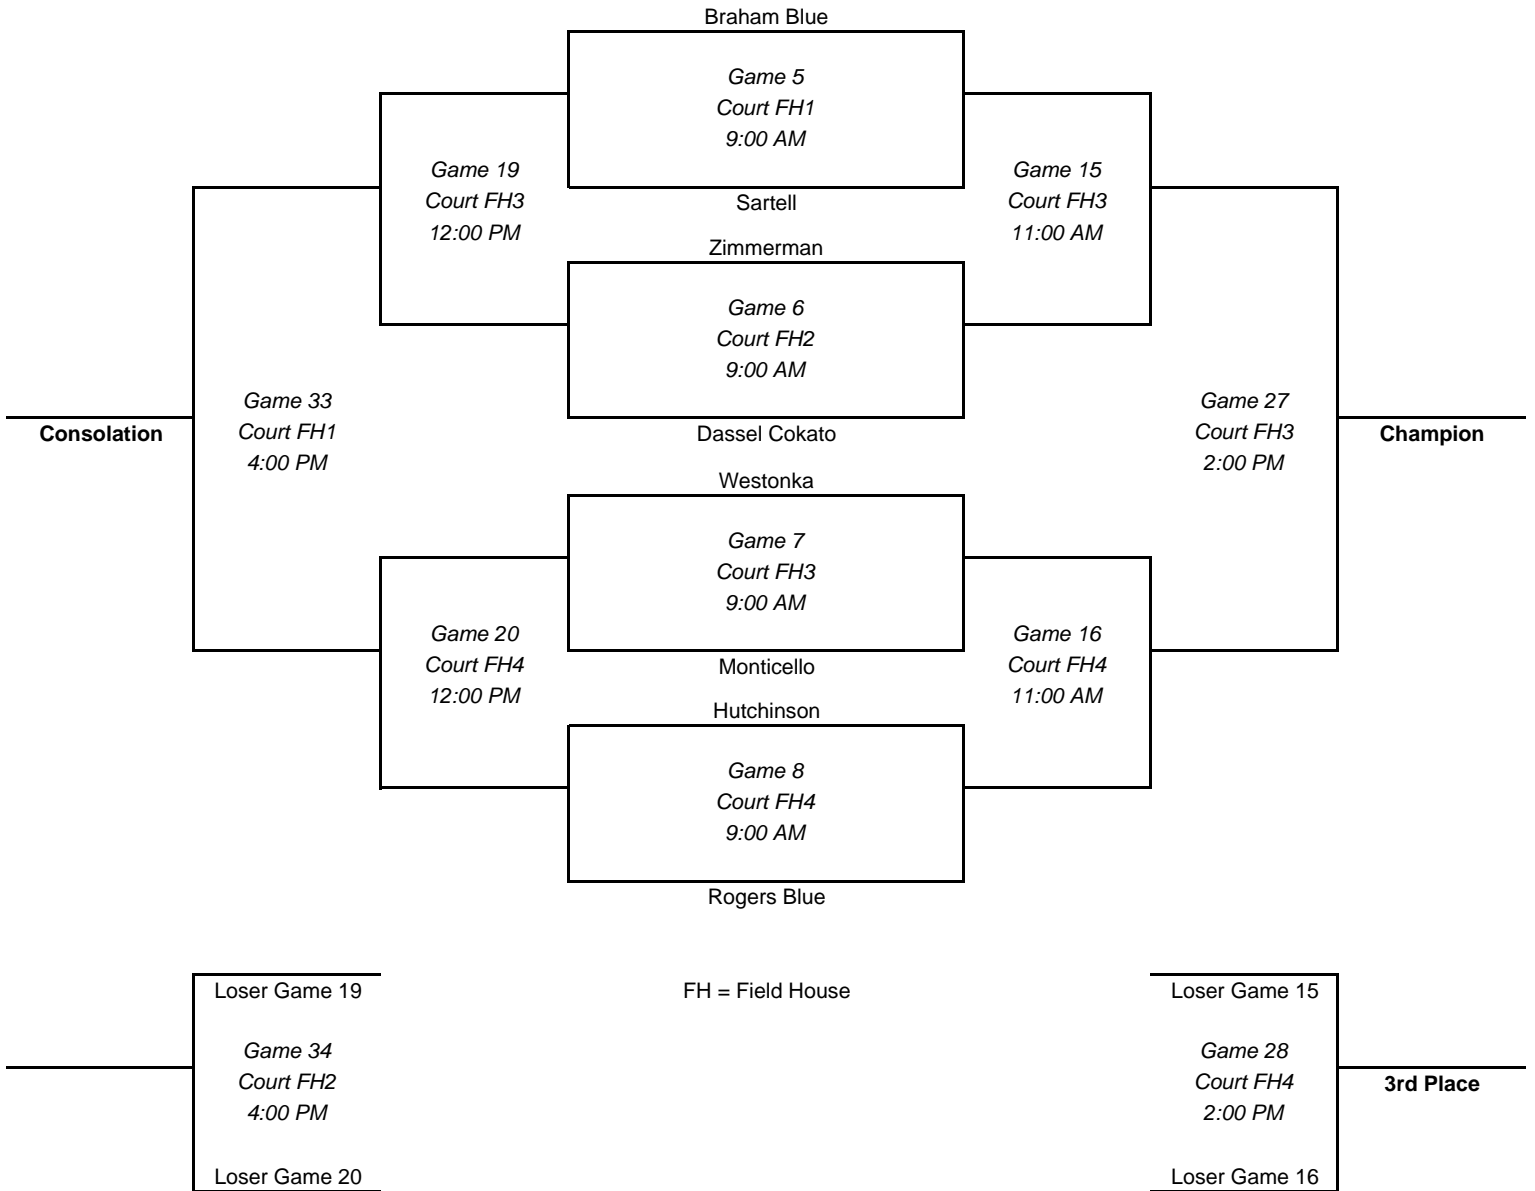 Braham Blue
Game 5
Court FH1
9:00 AM
Sartell
Game 19
Court FH3
12:00 PM
Game 15
Court FH3
11:00 AM
Zimmerman
Game 6
Court FH2
9:00 AM
Dassel Cokato
Game 33
Court FH1
4:00 PM
Consolation
Game 27
Court FH3
2:00 PM
Champion
Westonka
Game 7
Court FH3
9:00 AM
Monticello
Game 20
Court FH4
12:00 PM
Game 16
Court FH4
11:00 AM
Hutchinson
Game 8
Court FH4
9:00 AM
Rogers Blue
Loser Game 19
Game 34
Court FH2
4:00 PM
Loser Game 20
FH = Field House
Loser Game 15
Game 28
Court FH4
2:00 PM
3rd Place
Loser Game 16